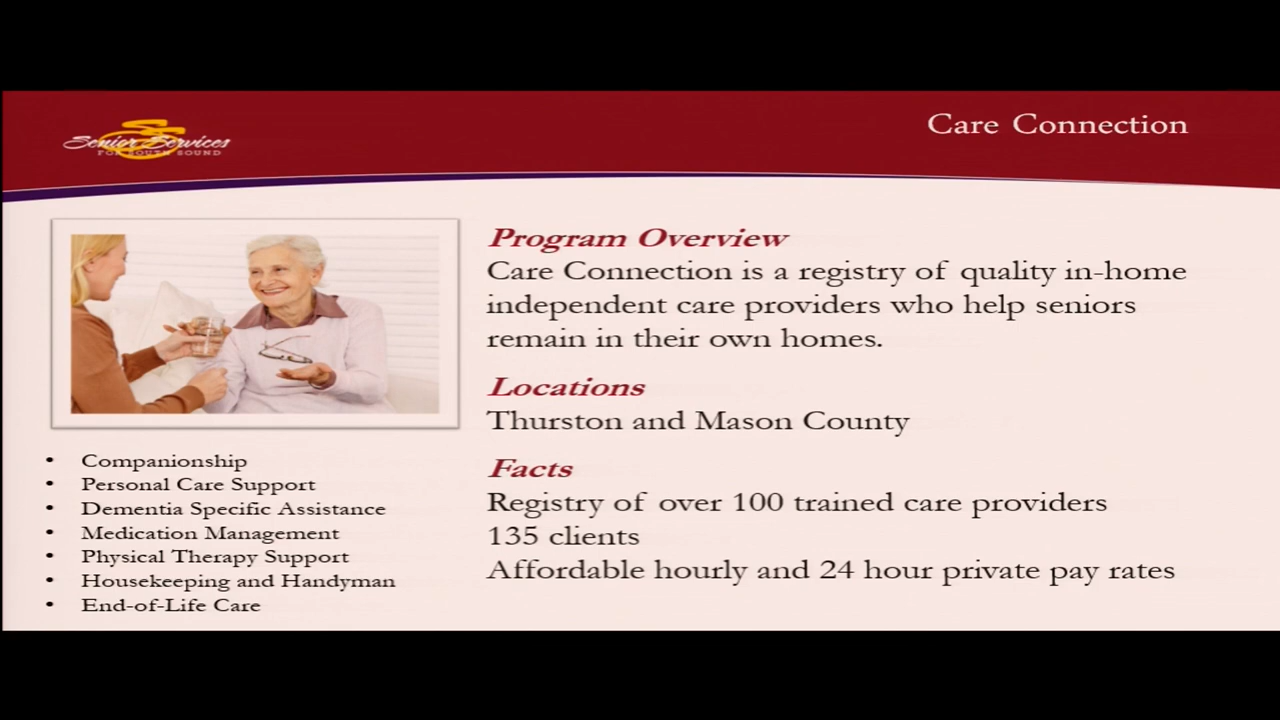 Senior Services
FOR SOUTH SOUND
Care Connection
Program Overview
Care Connection is a registry of quality in-home
independent care providers who help seniors
remain in their own homes.
Locations
Thurston and Mason County
Facts
Registry of over 100 trained care providers
135 clients
Affordable hourly and 24 hour private pay rates
• Companionship
• Personal Care Support
• Dementia Specific Assistance
• Medication Management
• Physical Therapy Support
• Housekeeping and Handyman
• End-of-Life Care